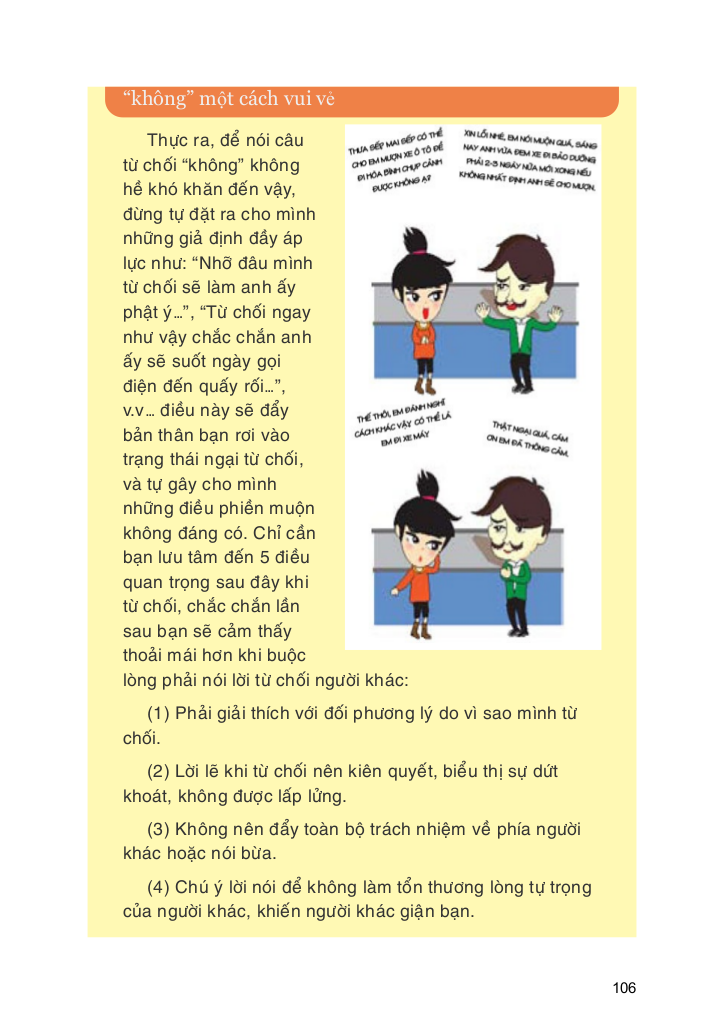 “không” một cách vui vẻ
Thực ra, để nói câu
từ chối “không” không
hề khó khăn đến vậy,
đừng tự đặt ra cho mình
những giả định đầy áp
lực như: “Nhỡ đâu mình
từ chối sẽ làm anh ấy
phật ý…”, “Từ chối ngay
như vậy chắc chắn anh
ấy sẽ suốt ngày gọi
điện đến quấy rối…”,
v.v… điều này sẽ đẩy
bản thân bạn rơi vào
trạng thái ngại từ chối,
và tự gây cho mình
những điều phiền muộn
không đáng có. Chỉ cần
bạn lưu tâm đến 5 điều
quan trọng sau đây khi
từ chối, chắc chắn lần
sau bạn sẽ cảm thấy
thoải mái hơn khi buộc
lòng phải nói lời từ chối người khác:
THƯA SẾP MAI SẾP CÓ THỂ
CHO EM MƯỢN XE Ô TÔ ĐỂ
ĐI HÒA BÌNH CHỤP CẢNH
ĐƯỢC KHÔNG Ạ?
XIN LỖI NHÉ, EM NÓI MUỘN QUÁ, SÁNG
NAY ANH VỪA ĐEM XE ĐI BẢO DƯỠNG
PHẢI 2-3 NGÀY NỮA MỚI XONG NẾU
KHÔNG NHẤT ĐỊNH ANH SẼ CHO MƯỢN.
THẾ THÔI, EM ĐÀNH NGHĨ
CÁCH KHÁC VẬY CÓ THỂ LÀ
EM ĐI XE MÁY
THẬT NGẠI QUÁ, CÁM
ƠN EM ĐÃ THÔNG CẢM.
(1) Phải giải thích với đối phương lý do vì sao mình từ
chối.
(2) Lời lẽ khi từ chối nên kiên quyết, biểu thị sự dứt
khoát, không được lấp lửng.
(3) Không nên đẩy toàn bộ trách nhiệm về phía người
khác hoặc nói bừa.
(4) Chú ý lời nói để không làm tổn thương lòng tự trọng
của người khác, khiến người khác giận bạn.
106